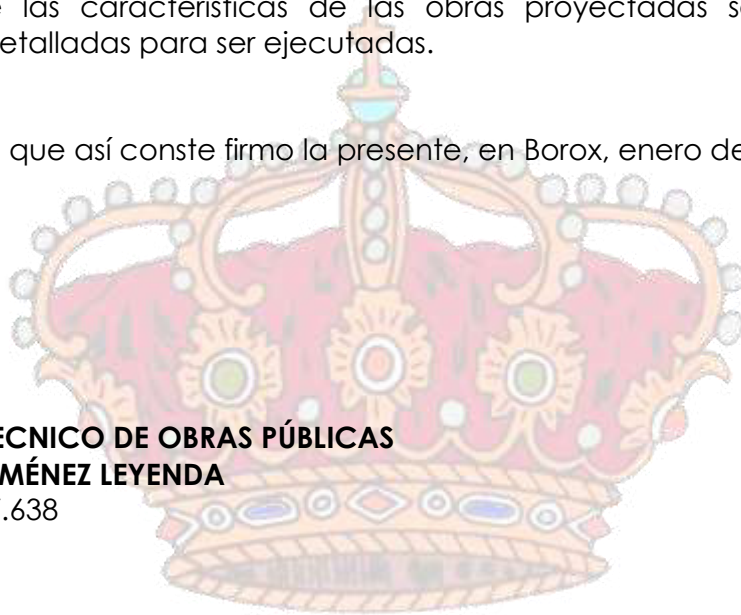 las características de las obras proyectadas
etalladas para ser ejecutadas.
que así conste firmo la presente, en Borox, enero de
ECNICO DE OBRAS PÚBLICAS
MÉNEZ LEYENDA
.638